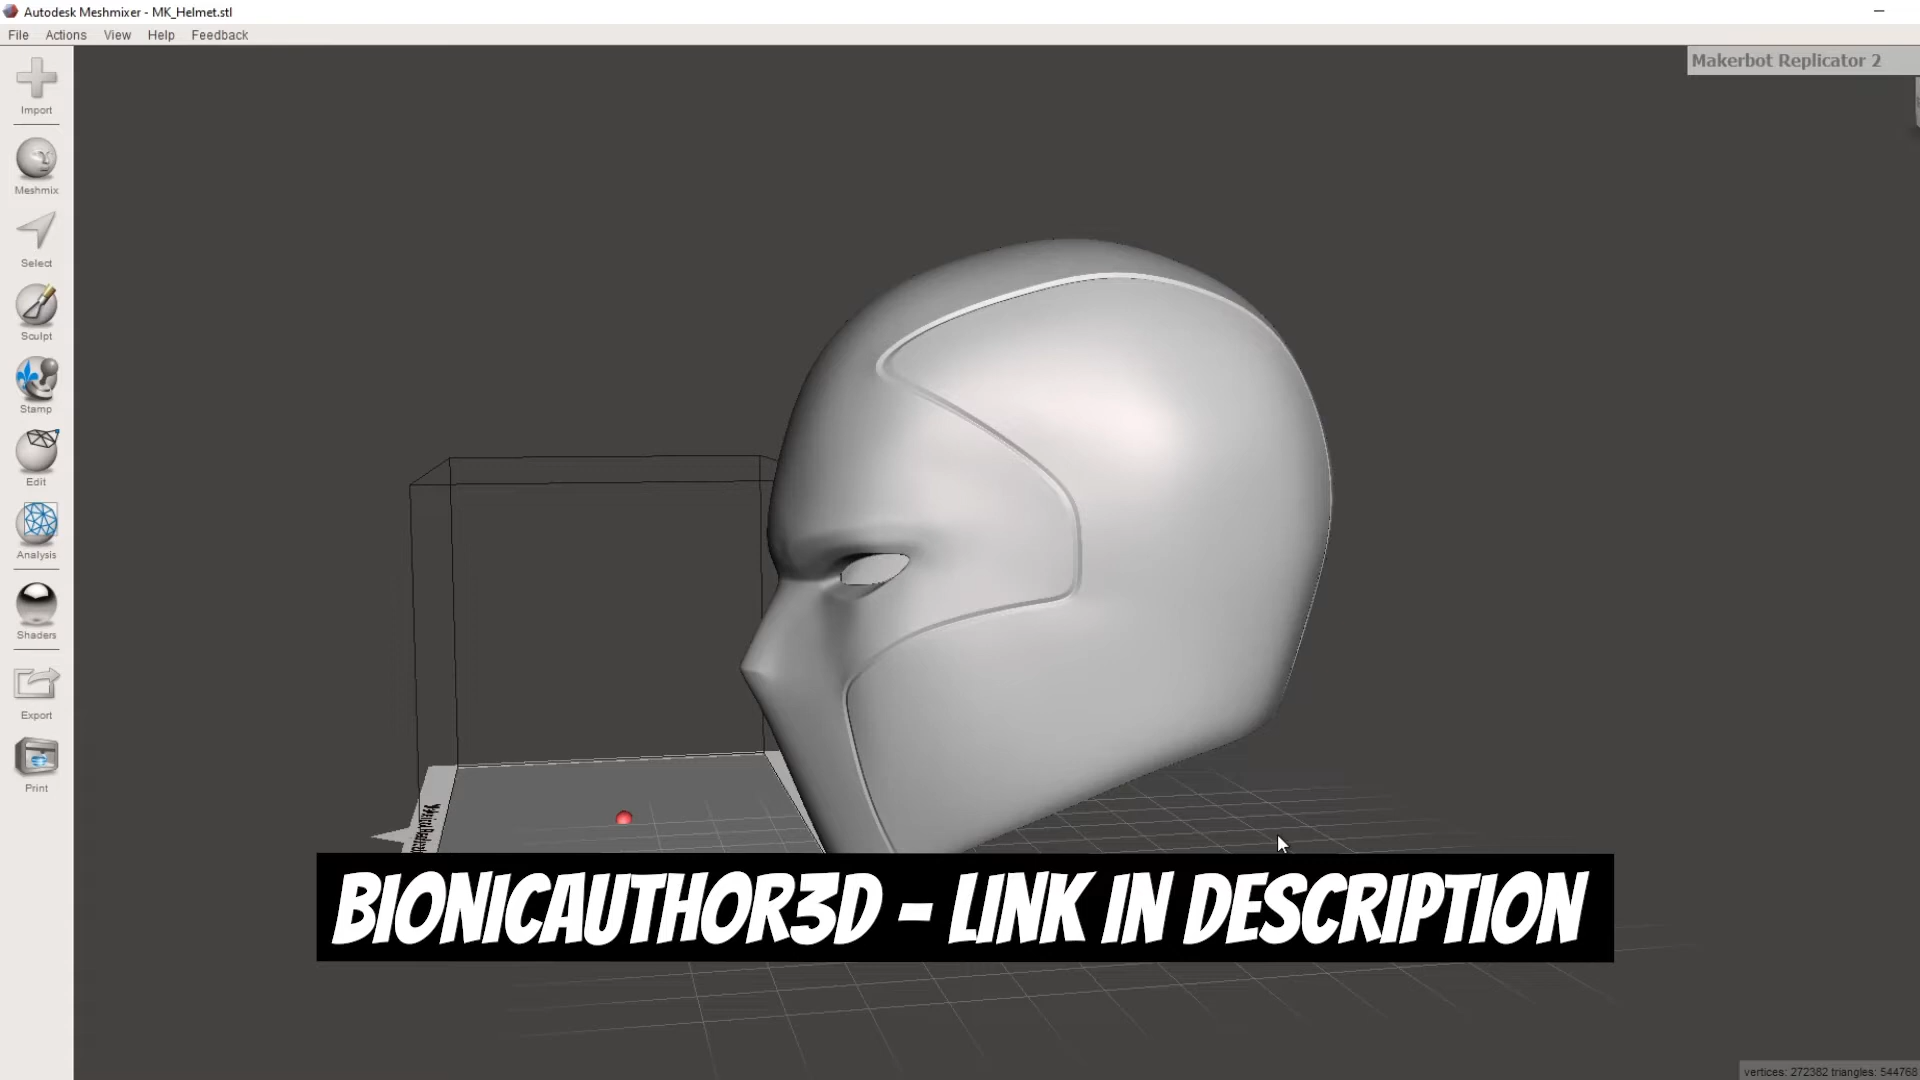 Autodesk Meshmixer - MK_Helmet.stl
File Actions View Help Feedback
Makerbot Replicator 2
Import
Meshmix
Select
Sculpt
Stamp
Edit
Analysis
Shaders
Export
Print
BIONICAUTHOR3D - LINK IN DESCRIPTION
vertices: 272382 triangles: 544768